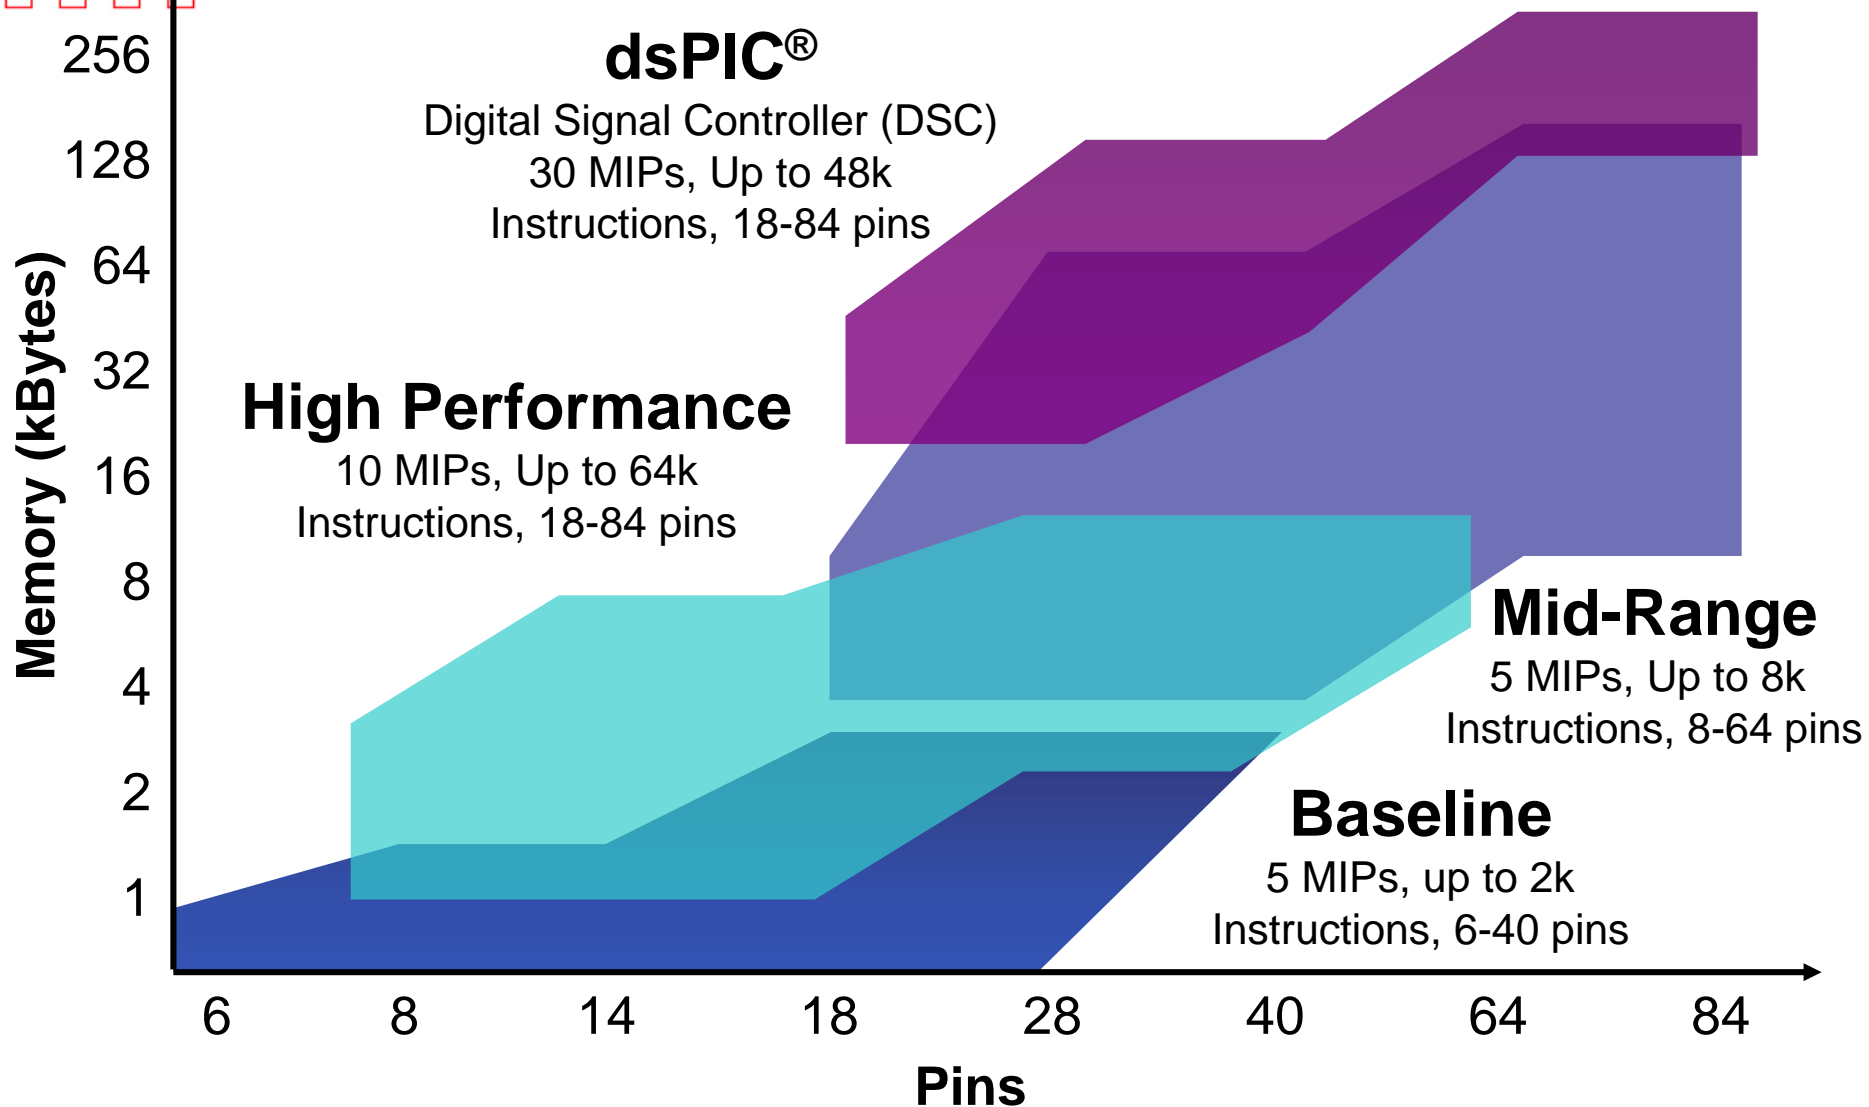 256
128
64
32
16
8
4
2
1
Memory (kBytes)
dsPIC®
Digital Signal Controller (DSC)
30 MIPs, Up to 48k
Instructions, 18-84 pins
High Performance
10 MIPs, Up to 64k
Instructions, 18-84 pins
Mid-Range
5 MIPs, Up to 8k
Instructions, 8-64 pins
Baseline
5 MIPs, up to 2k
Instructions, 6-40 pins
6 8 14 18 28 40 64 84
Pins